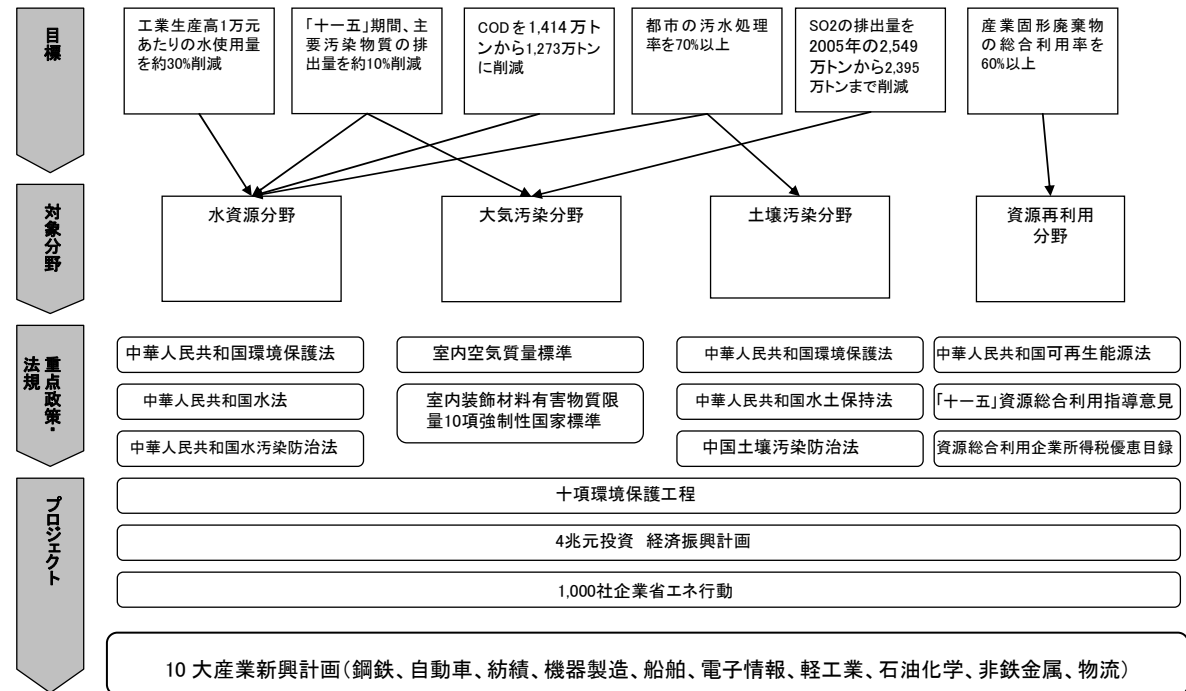 目標
工業生産高1万元
あたりの水使用量
を約30%削減
「十一五」期間、主
要汚染物質の排
出量を約10%削減
CODを1,414万ト
ンから1,273万トン
に削減
都市の汚水処理
率を70%以上
SO2の排出量を
2005年の2,549
万トンから2,395
万トンまで削減
産業固形廃棄物
の総合利用率を
60%以上
対象分野
水資源分野
大気汚染分野
土壌汚染分野
資源再利用
分野
重点政策・
法規
中華人民共和国環境保護法
中華人民共和国水法
中華人民共和国水汚染防治法
室内空気質量標準
室内装飾材料有害物質限
量10項強制性国家標準
中華人民共和国環境保護法
中華人民共和国水土保持法
中国土壌汚染防治法
中華人民共和国可再生能源法
「十一五」資源総合利用指導意見
資源総合利用企業所得税優恵目録
プロジェクト
十項環境保護工程
4兆元投資 経済振興計画
1,000社企業省エネ行動
10大産業新興計画(鋼鉄、自動車、紡績、機器製造、船舶、電子情報、軽工業、石油化学、非鉄金属、物流)